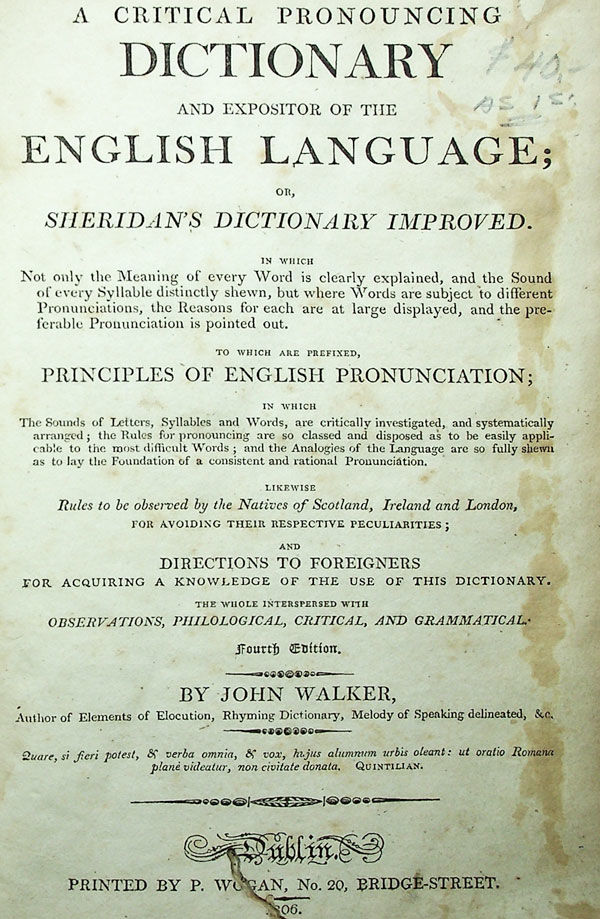 A CRITICAL PRONOUNCING
DICTIONARY
AND EXPOSITOR OF THE
ENGLISH LANGUAGE;
OR,
SHERIDAN'S DICTIONARY IMPROVED.
IN WHICH
Not only the Meaning of every Word is clearly explained, and the Sound
of every Syllable distinctly shewn, but where Words are subject to different
Pronunciations, the Reasons for each are at large displayed, and the pre-
ferable Pronunciation is pointed out.
TO WHICH ARE PREFIXED,
PRINCIPLES OF ENGLISH PRONUNCIATION;
IN WHICH
The Sounds of Letters, Syllables and Words, are critically investigated, and systematically
arranged; the Rules for pronouncing are so classed and disposed as to be easily appli-
cable to the most difficult Words; and the Analogies of the Language are so fully shewn
as to lay the Foundation of a consistent and rational Pronunciation.
LIKEWISE
Rules to be observed by the Natives of Scotland, Ireland and London,
FOR AVOIDING THEIR RESPECTIVE PECULIARITIES;
AND
DIRECTIONS TO FOREIGNERS
FOR ACQUIRING A KNOWLEDGE OF THE USE OF THIS DICTIONARY.
THE WHOLE INTERSPERSED WITH
OBSERVATIONS, PHILOLOGICAL, CRITICAL, AND GRAMMATICAL.
Fourth Edition.
BY JOHN WALKER,
Author of Elements of Elocution, Rhyming Dictionary, Melody of Speaking delineated, &c.
Quare, si fieri potest, & verba omnia, & vox, hujus alumnum urbis oleant: ut oratio Romana
planè videatur, non civitate donata. QUINTILIAN.
Dublin.
PRINTED BY P. WOGAN, No. 20, BRIDGE-STREET.
806.
$40,-
AS IS.